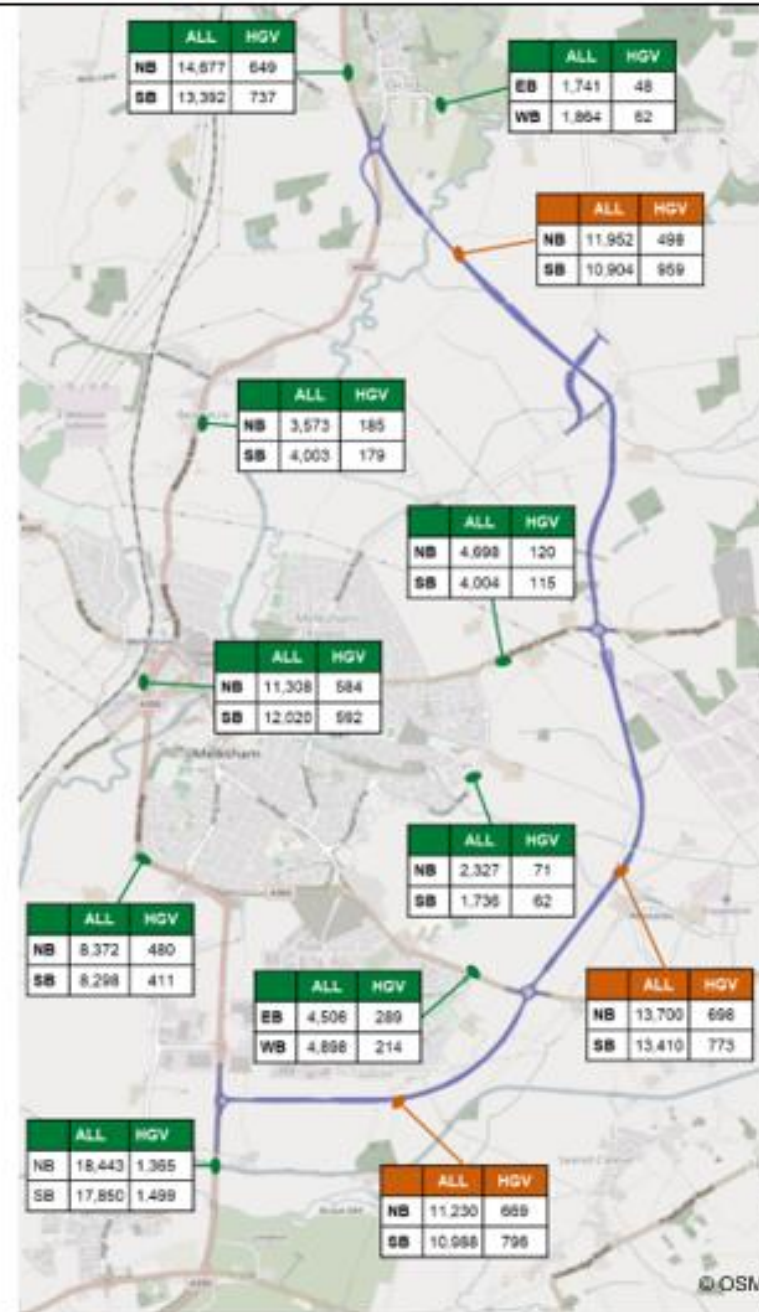 ALL HGV
NB 14,677 649
SB 13,392 737
ALL HGV
EB 1,741 48
WB 1,864 62
ALL HGV
NB 11,952 498
SB 10,904 959
ALL HGV
NB 3,573 185
SB 4,003 179
ALL HGV
NB 4,698 120
SB 4,004 115
ALL HGV
NB 11,308 584
SB 12,020 592
Melksham
ALL HGV
NB 2,327 71
SB 1,736 62
ALL HGV
NB 8,372 480
SB 8,298 411
ALL HGV
EB 4,506 289
WB 4,898 214
ALL HGV
NB 13,700 698
SB 13,410 773
ALL HGV
NB 18,443 1,365
SB 17,850 1,499
ALL HGV
NB 11,230 669
SB 10,988 796
© OSM